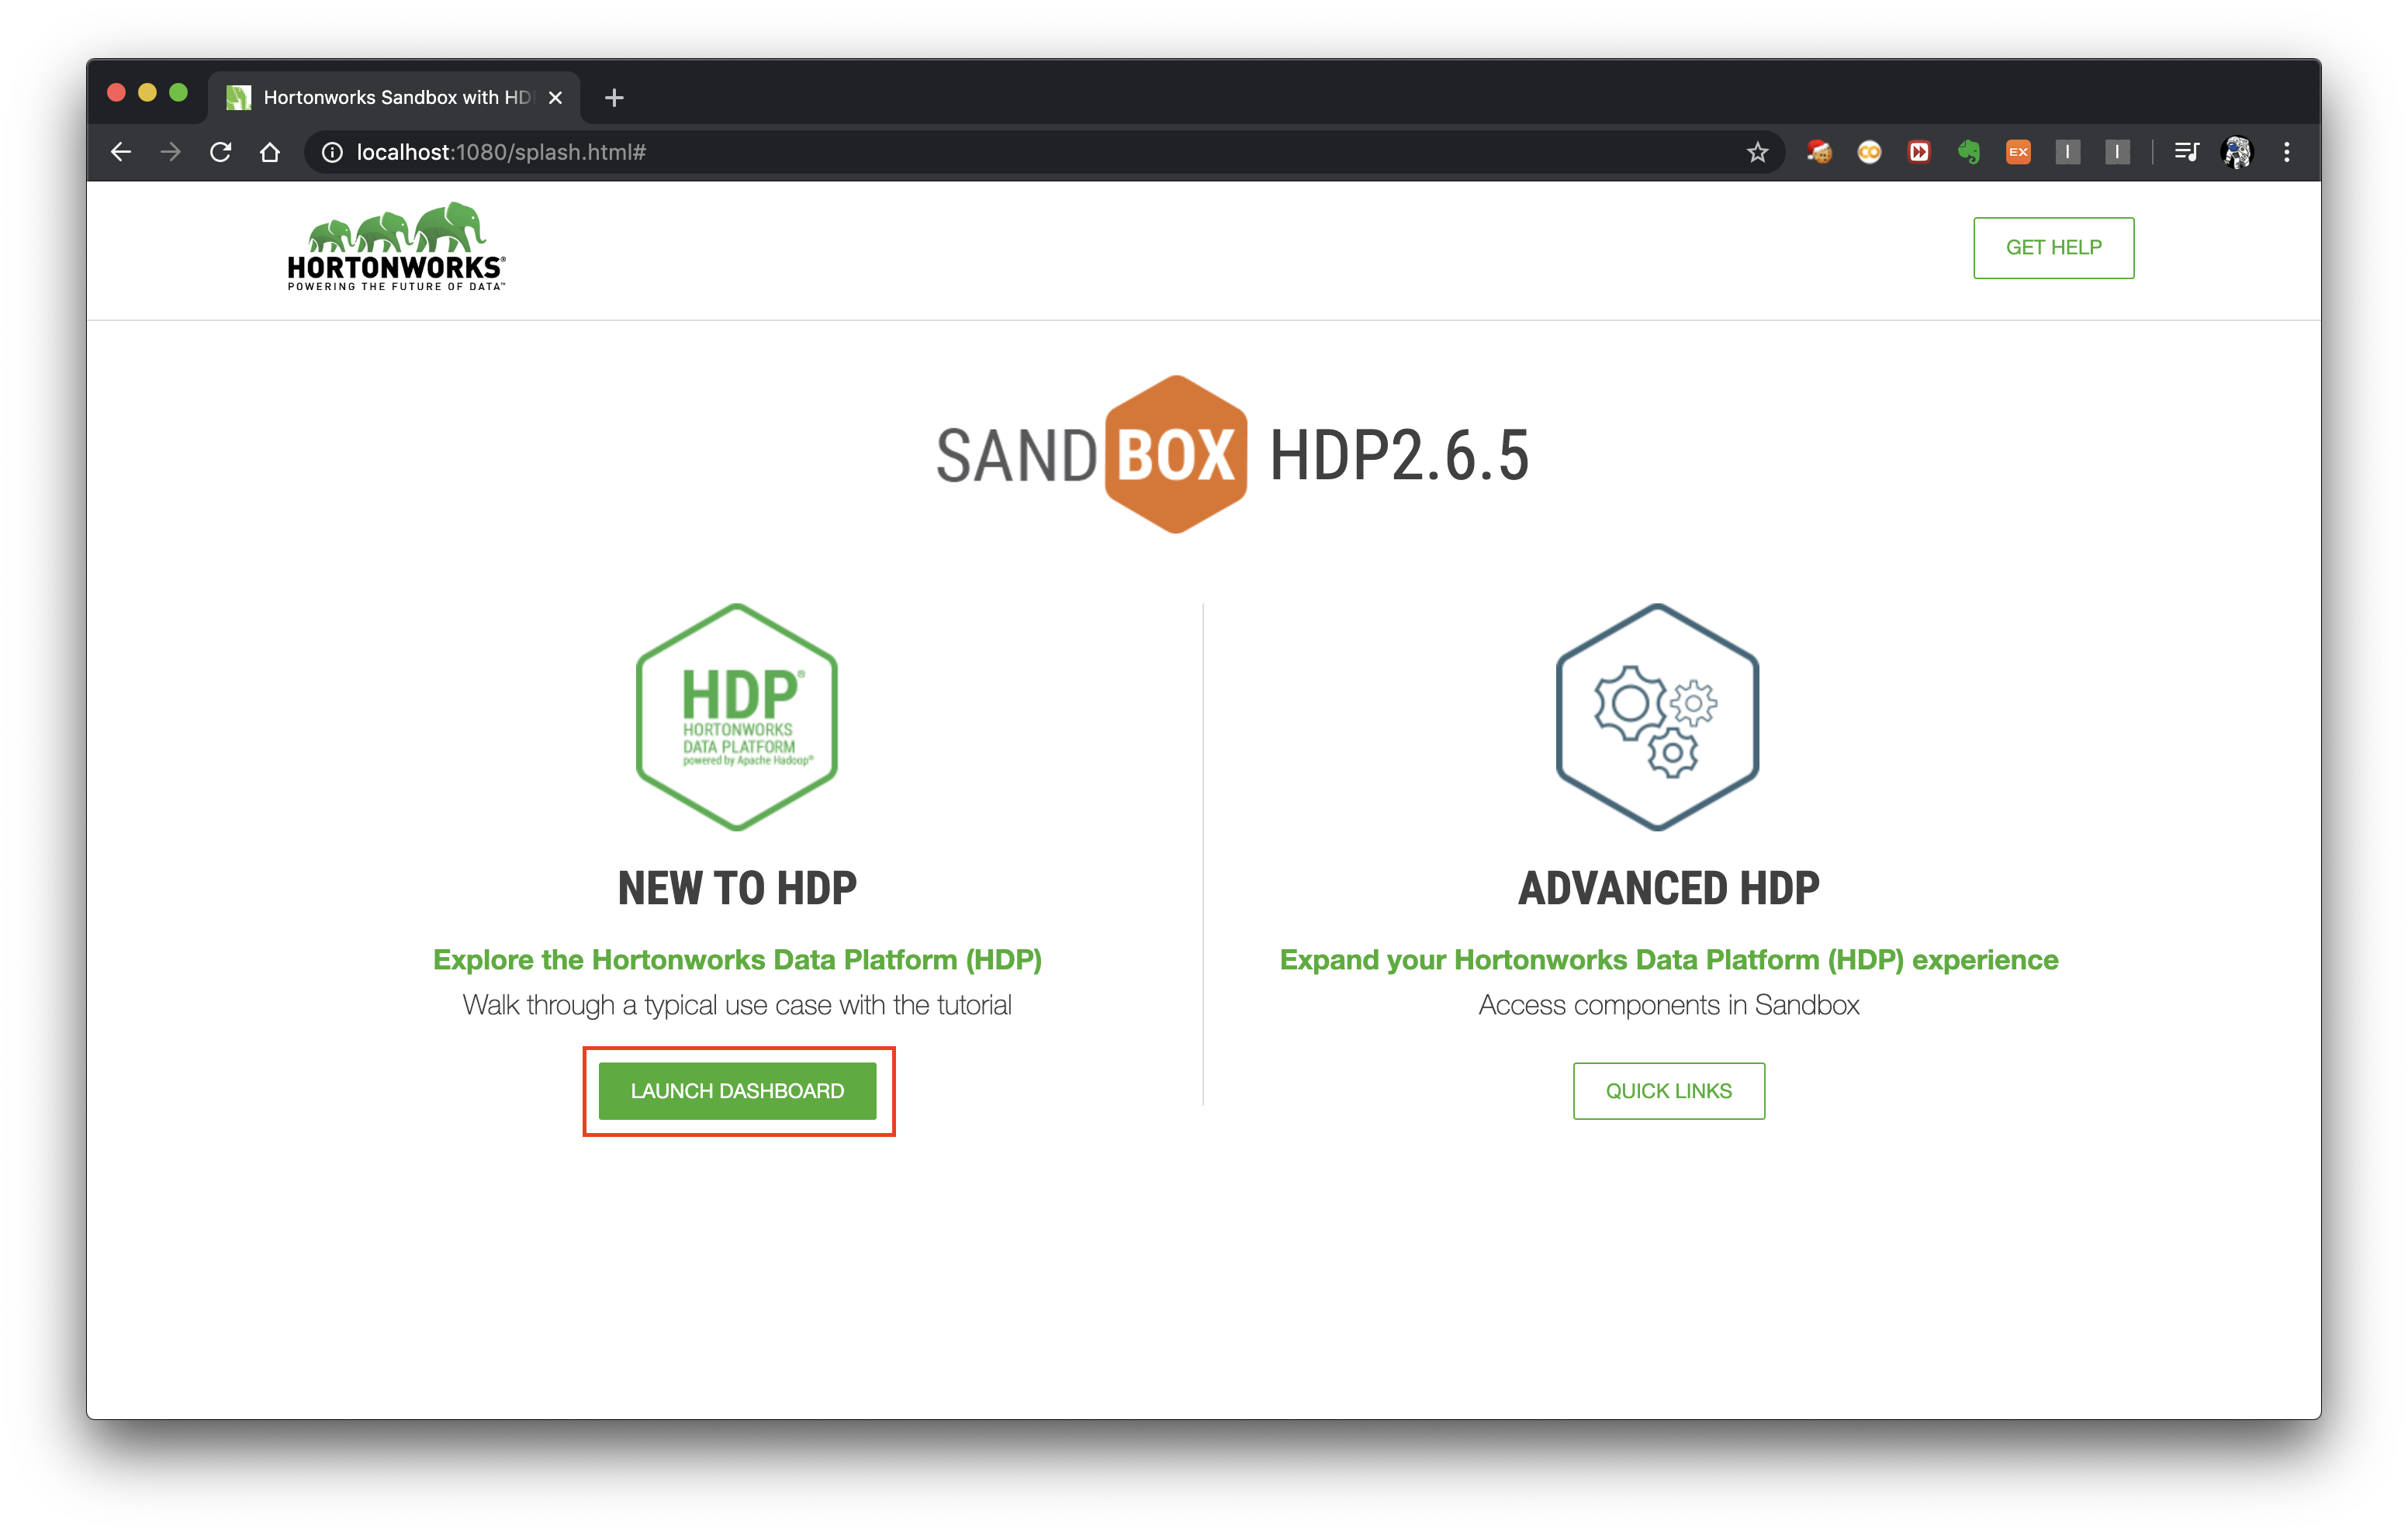 Hortonworks Sandbox with HD
localhost:1080/splash.html#
EX
HORTONWORKS®
POWERING THE FUTURE OF DATA™
GET HELP
SANDBOX HDP2.6.5
HDP®
HORTONWORKS
DATA PLATFORM
powered by Apache Hadoop®
NEW TO HDP
Explore the Hortonworks Data Platform (HDP)
Walk through a typical use case with the tutorial
LAUNCH DASHBOARD
ADVANCED HDP
Expand your Hortonworks Data Platform (HDP) experience
Access components in Sandbox
QUICK LINKS